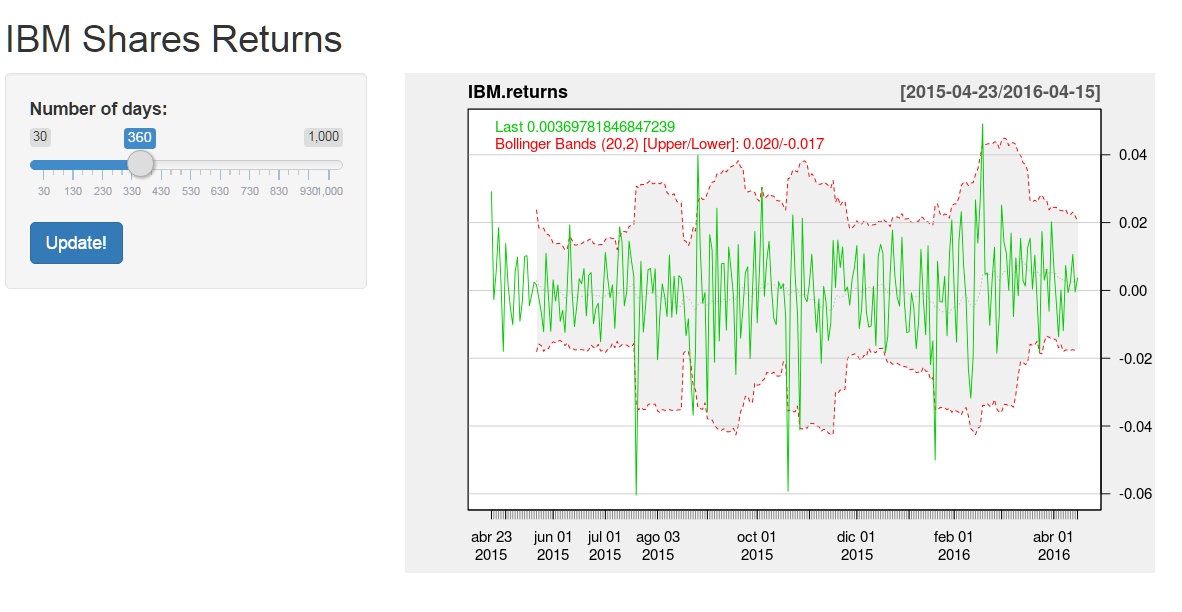 IBM Shares Returns
Number of days:
30 360 1,000
30 130 230 330 430 530 630 730 830 930 1,000
Update!
IBM.returns [2015-04-23/2016-04-15]
Last 0.00369781846847239
Bollinger Bands (20,2) [Upper/Lower]: 0.020/-0.017
0.04
0.02
0.00
-0.02
-0.04
-0.06
abr 23 jun 01 jul 01 ago 03 oct 01 dic 01 feb 01 abr 01
2015 2015 2015 2015 2015 2015 2016 2016